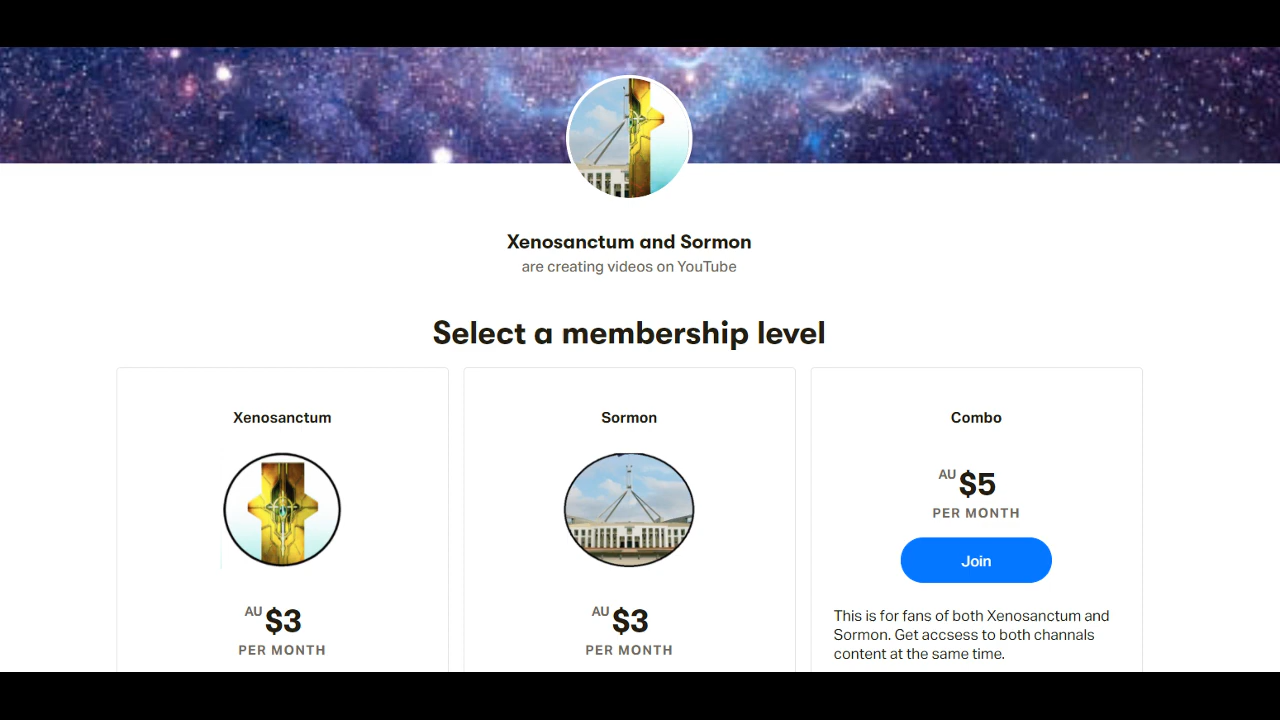 Xenosanctum and Sormon
are creating videos on YouTube
Select a membership level
Xenosanctum
AU $3
PER MONTH
Sormon
AU $3
PER MONTH
Combo
AU $5
PER MONTH
Join
This is for fans of both Xenosanctum and
Sormon. Get accsess to both channals
content at the same time.